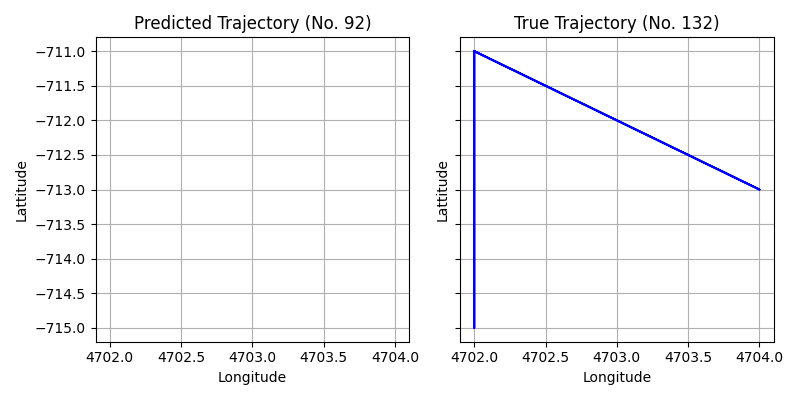 Predicted Trajectory (No. 92)
−711.0
−711.5
−712.0
−712.5
−713.0
−713.5
−714.0
−714.5
−715.0
Lattitude
4702.0 4702.5 4703.0 4703.5 4704.0
Longitude
True Trajectory (No. 132)
Lattitude
4702.0 4702.5 4703.0 4703.5 4704.0
Longitude